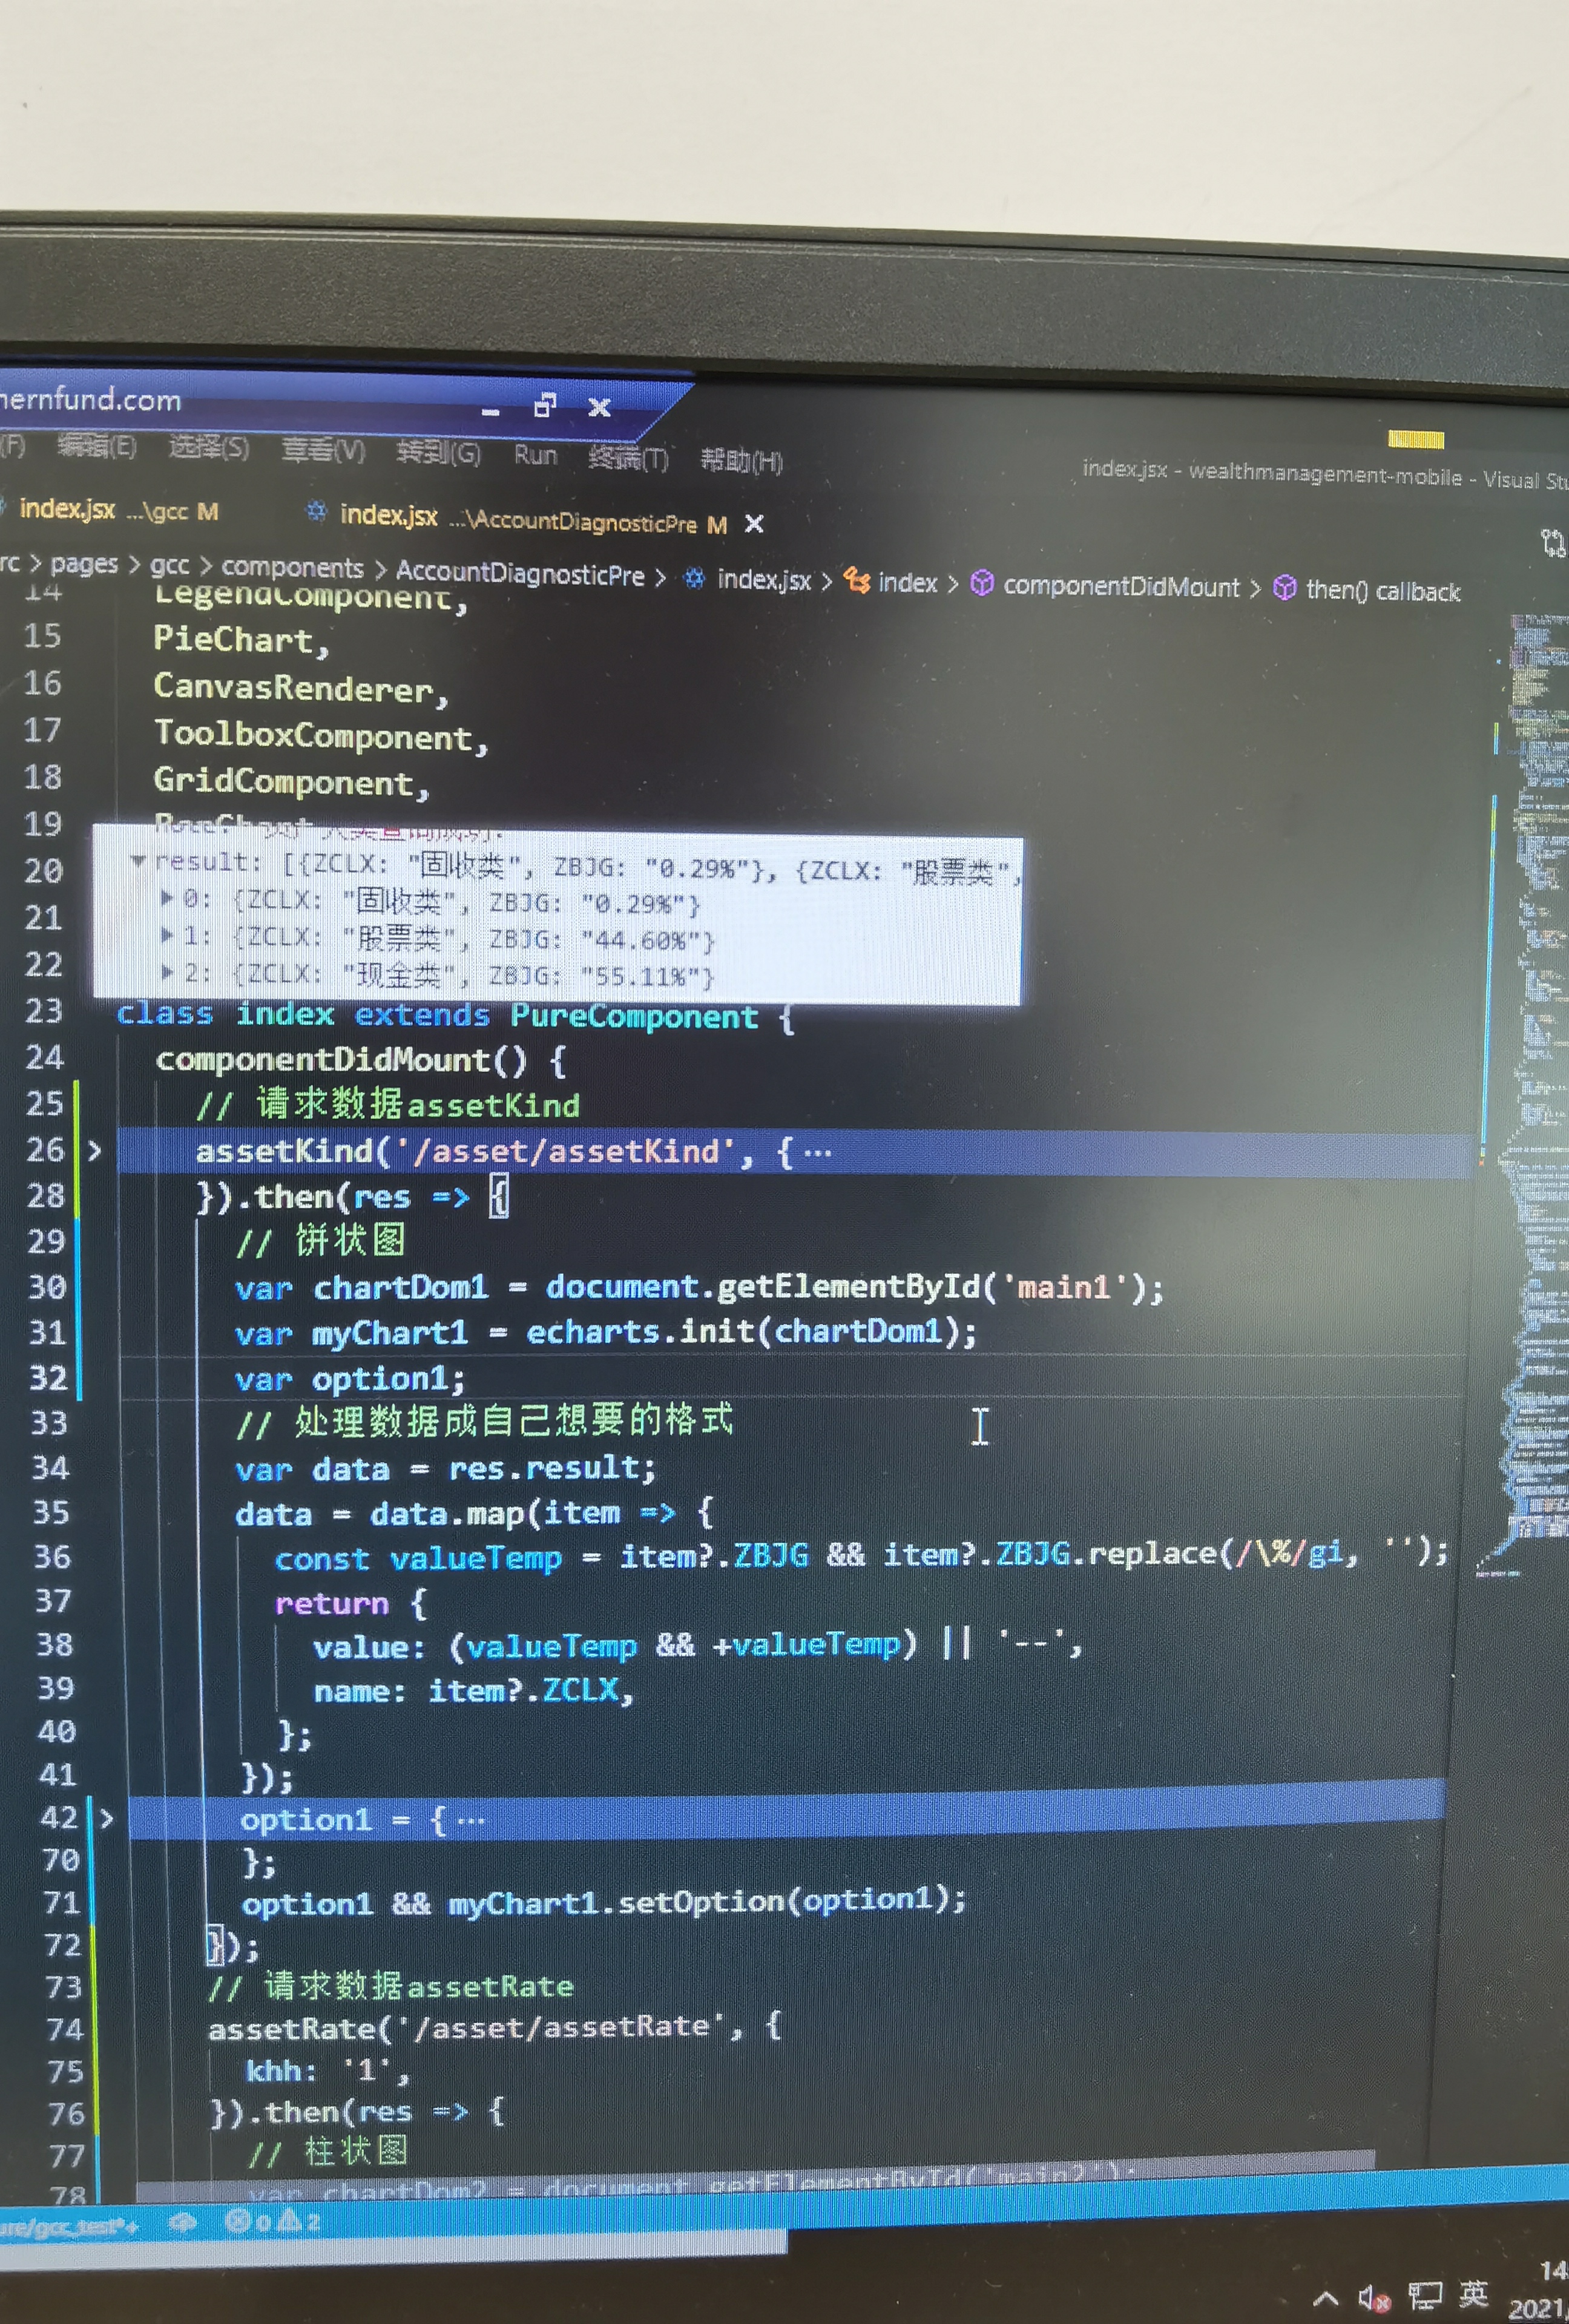 hernfund.com
(F) 编辑(E) 选择(S) 查看(V) 转到(G) Run 终端(T) 帮助(H)
index.jsx - wealthmanagement-mobile - Visual Stu
index.jsx ...\gcc M index.jsx ...\AccountDiagnosticPre M
rc > pages > gcc > components > AccountDiagnosticPre > index.jsx > index > componentDidMount > then() callback
14 LegendComponent,
15 PieChart,
16 CanvasRenderer,
17 ToolboxComponent,
18 GridComponent,
19
20 result: [{ZCLX: "固收类", ZBJG: "0.29%"}, {ZCLX: "股票类",
0: {ZCLX: "固收类", ZBJG: "0.29%"}
21
1: {ZCLX: "股票类", ZBJG: "44.60%"}
22
2: {ZCLX: "现金类", ZBJG: "55.11%"}
23 class index extends PureComponent {
24 componentDidMount() {
25 // 请求数据assetKind
26 > assetKind('/asset/assetKind', {…
28 }).then(res => {
29 // 饼状图
30 var chartDom1 = document.getElementById('main1');
31 var myChart1 = echarts.init(chartDom1);
32 var option1;
33 // 处理数据成自己想要的格式
34 var data = res.result;
35 data = data.map(item => {
36 const valueTemp = item?.ZBJG && item?.ZBJG.replace(/\%/gi, '');
37 return {
38 value: (valueTemp && +valueTemp) || '--',
39 name: item?.ZCLX,
40 };
41 });
42 > option1 = {…
70 };
71 option1 && myChart1.setOption(option1);
72 });
73 // 请求数据assetRate
74 assetRate('/asset/assetRate', {
75 khh: '1',
76 }).then(res => {
77 // 柱状图
78 var chartDom2 = document.getElementById('main2');
ure/gcc_test*+ 0 2
14
英
2021